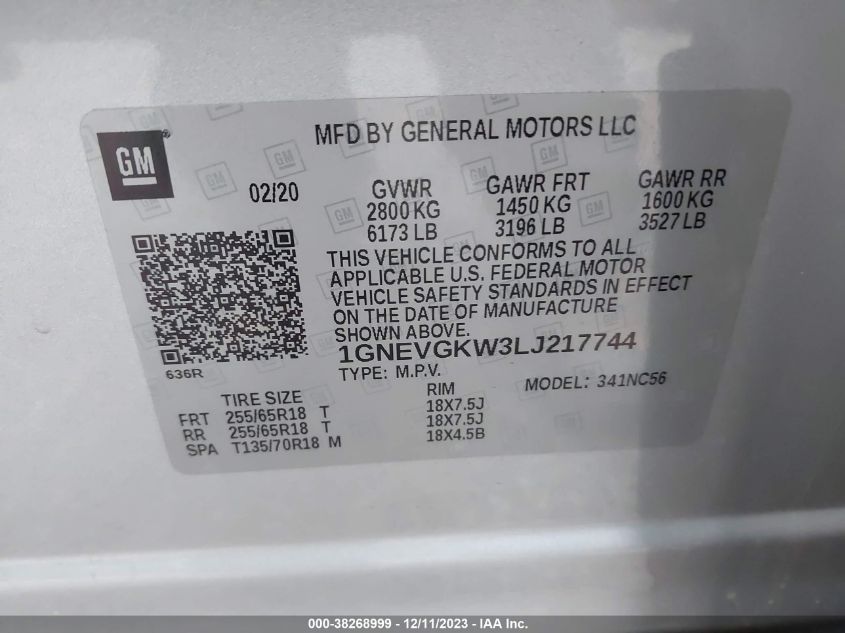 GM®
MFD BY GENERAL MOTORS LLC
02/20 GVWR GAWR FRT GAWR RR
2800 KG 1450 KG 1600 KG
6173 LB 3196 LB 3527 LB
THIS VEHICLE CONFORMS TO ALL
APPLICABLE U.S. FEDERAL MOTOR
VEHICLE SAFETY STANDARDS IN EFFECT
ON THE DATE OF MANUFACTURE
SHOWN ABOVE.
1GNEVGKW3LJ217744
636R
TYPE: M.P.V. MODEL: 341NC56
TIRE SIZE RIM
FRT 255/65R18 T 18X7.5J
RR 255/65R18 T 18X7.5J
SPA T135/70R18 M 18X4.5B
000-38268999 - 12/11/2023 - IAA Inc.